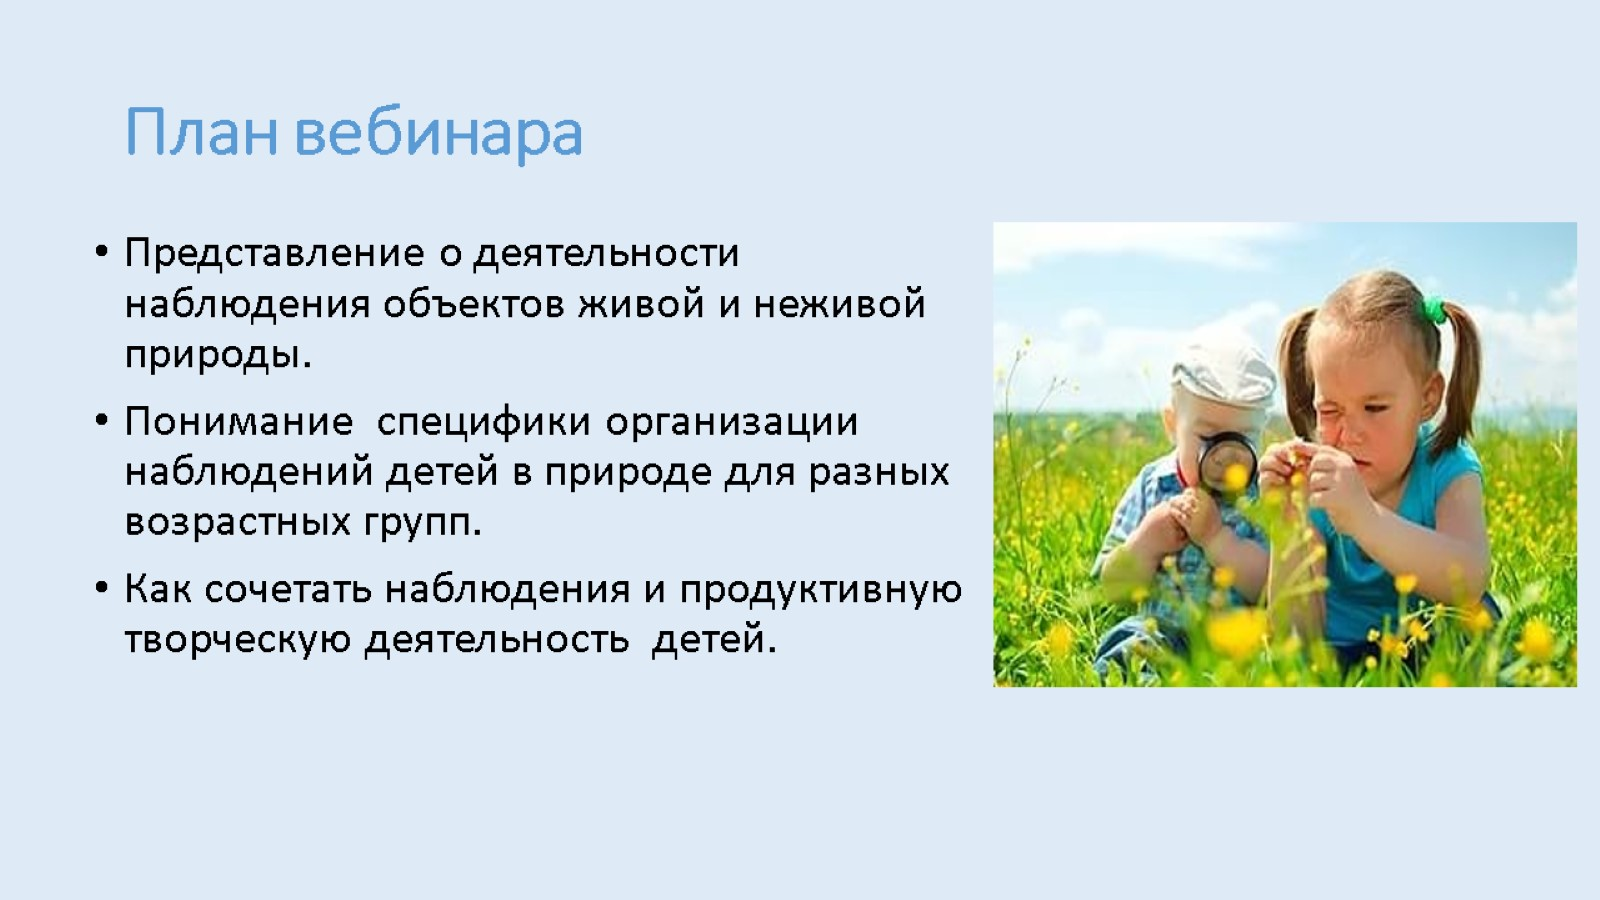 План вебинара
• Представление о деятельности
наблюдения объектов живой и неживой
природы.
• Понимание  специфики организации
наблюдений детей в природе для разных
возрастных групп.
• Как сочетать наблюдения и продуктивную
творческую деятельность  детей.